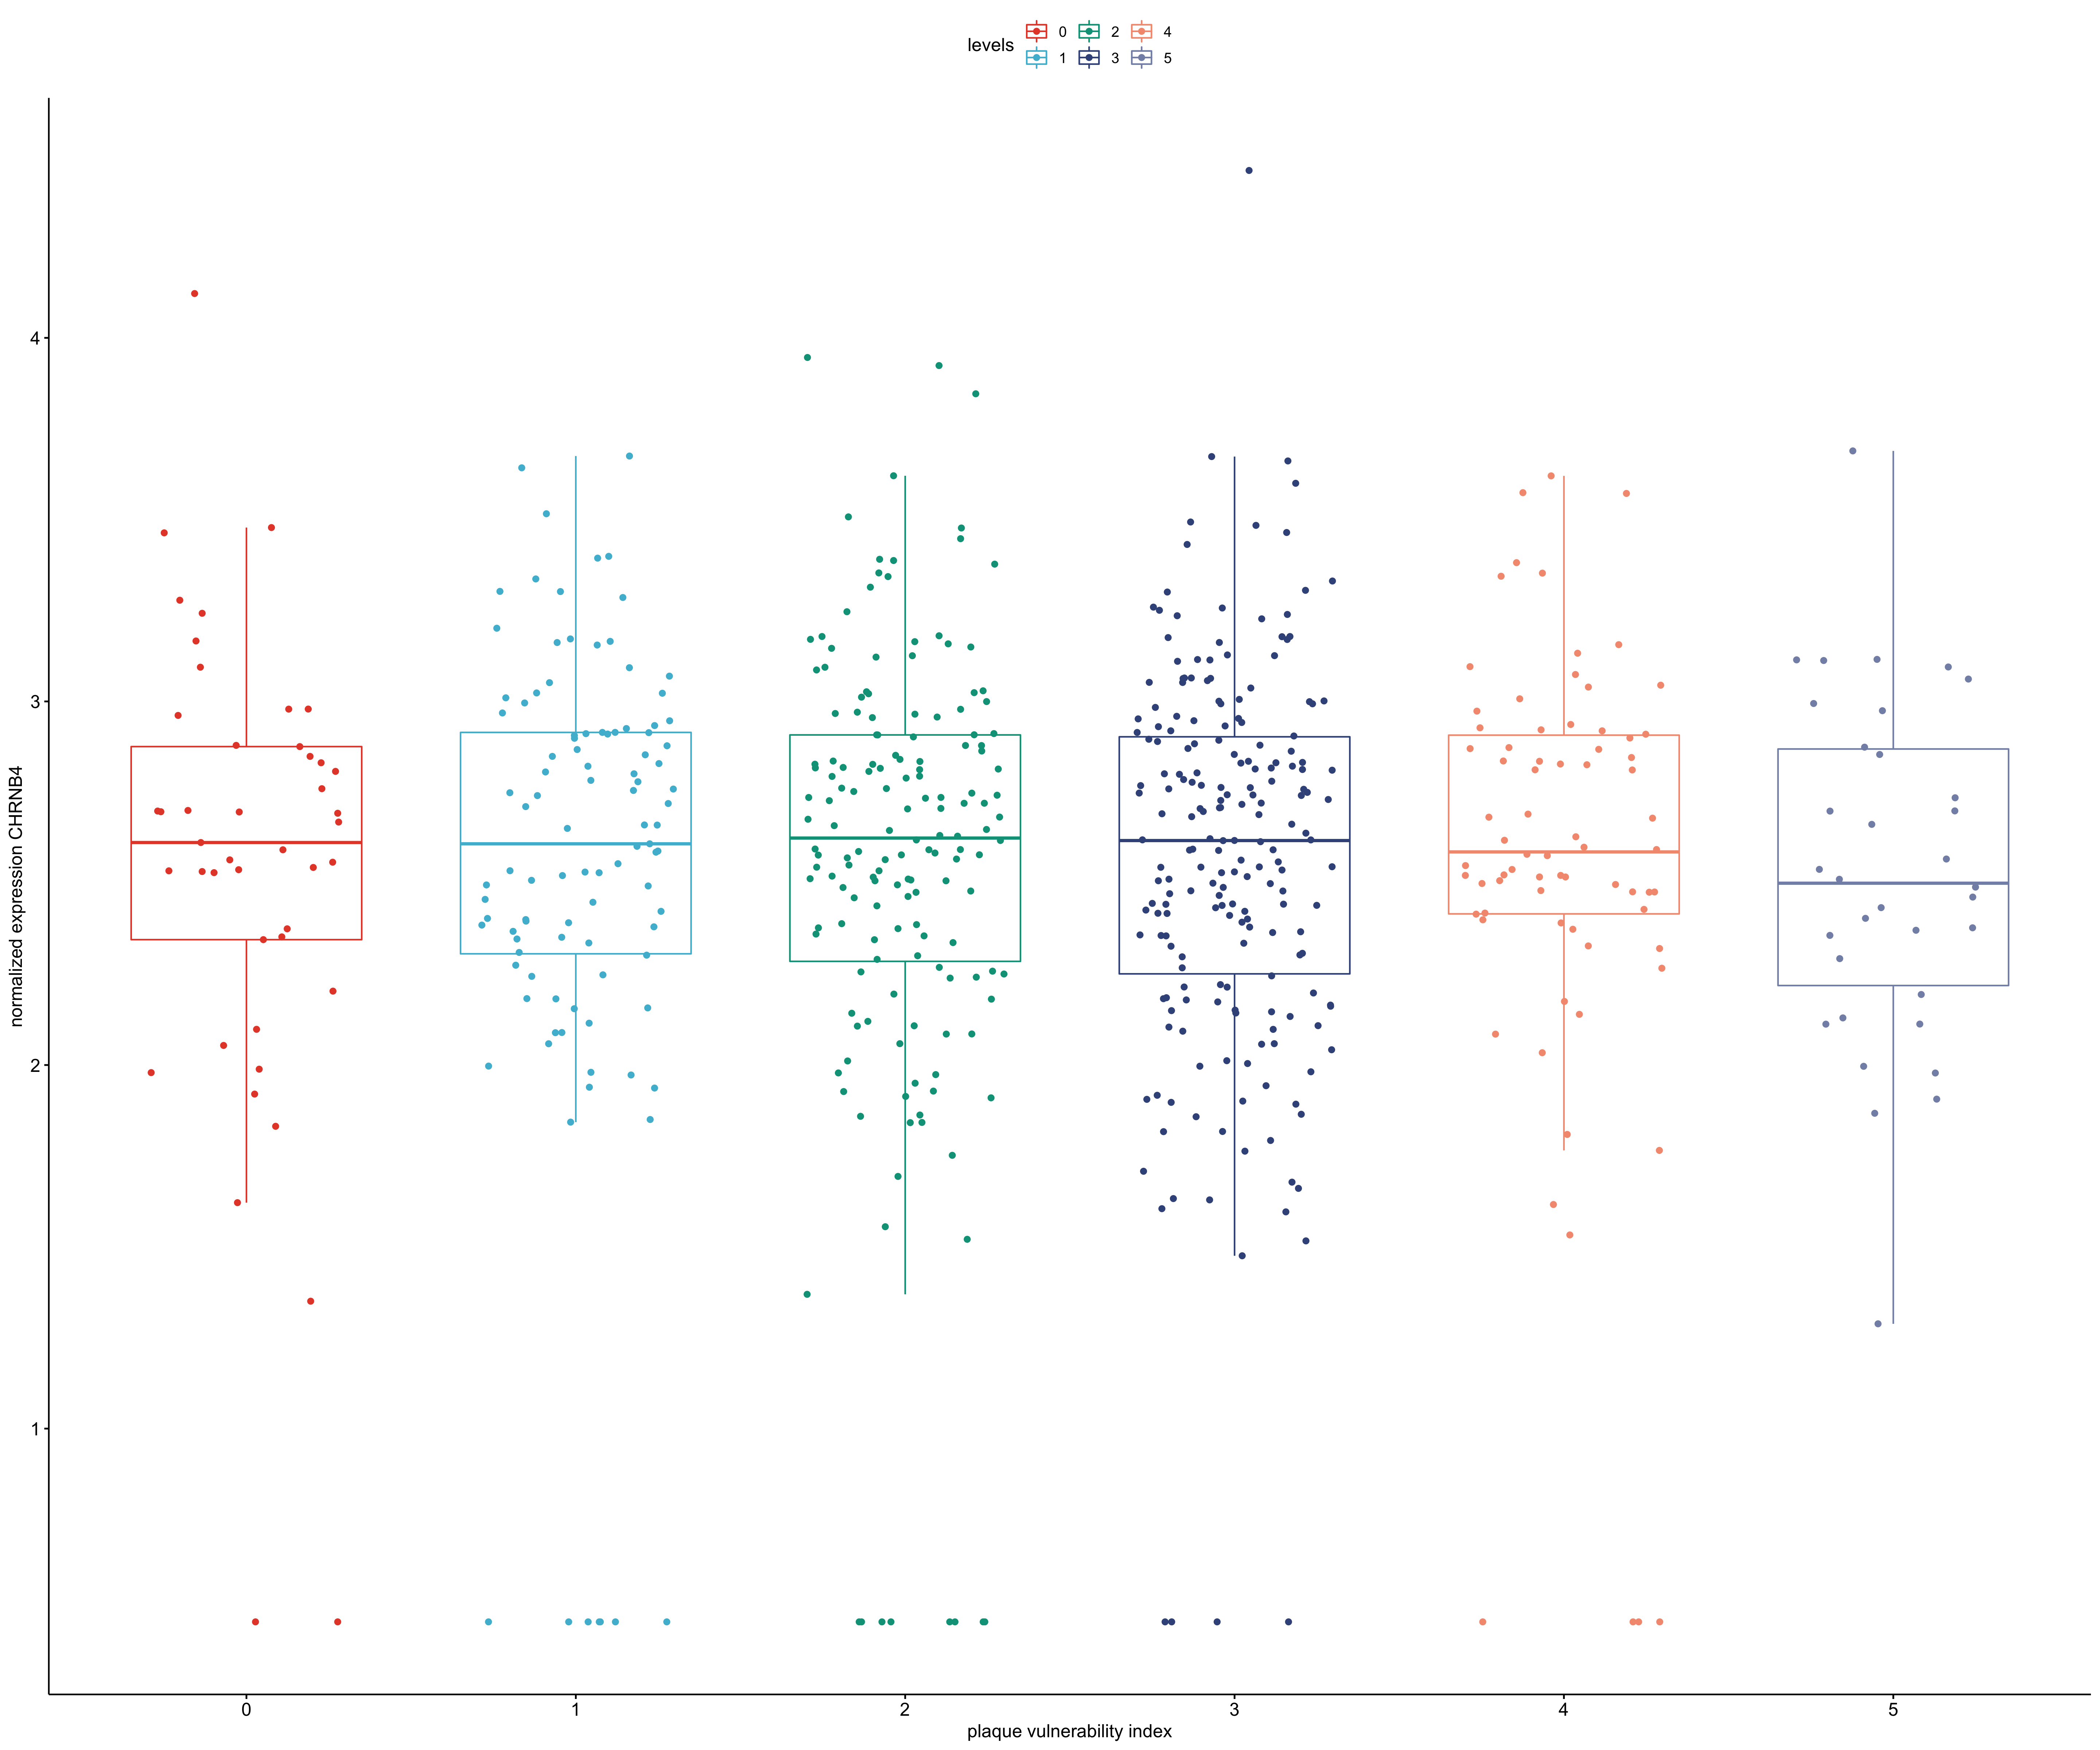 levels 0 2 4
1 3 5
normalized expression CHRNB4
4
3
2
1
0 1 2 3 4 5
plaque vulnerability index